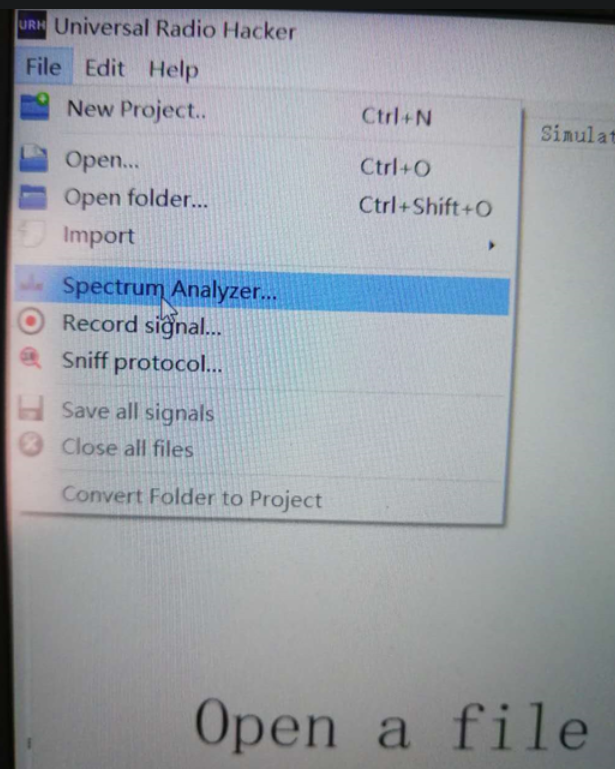 URH Universal Radio Hacker
File Edit Help
New Project.. Ctrl+N
Open... Ctrl+O
Open folder... Ctrl+Shift+O
Import
Spectrum Analyzer...
Record signal...
Sniff protocol...
Save all signals
Close all files
Convert Folder to Project
Simulat
Open a file